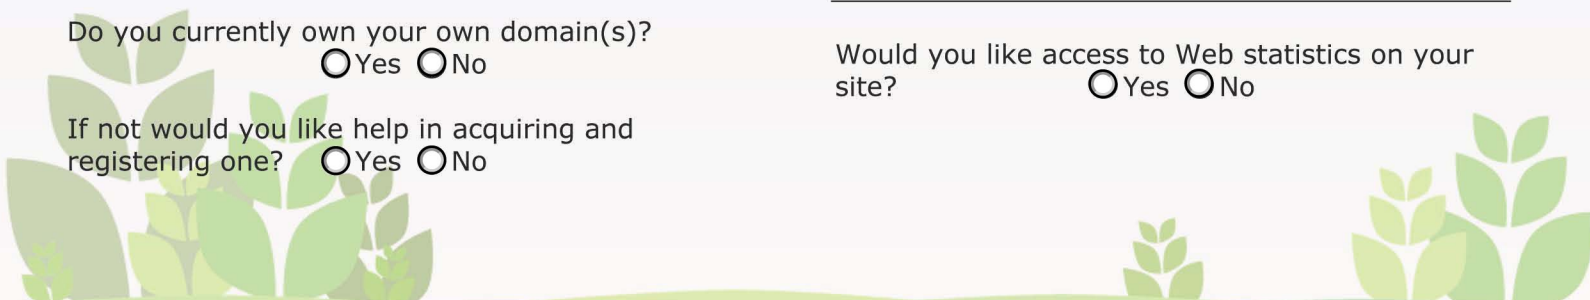 Do you currently own your own domain(s)?
Yes No
If not would you like help in acquiring and
registering one? Yes No
Would you like access to Web statistics on your
site? Yes No